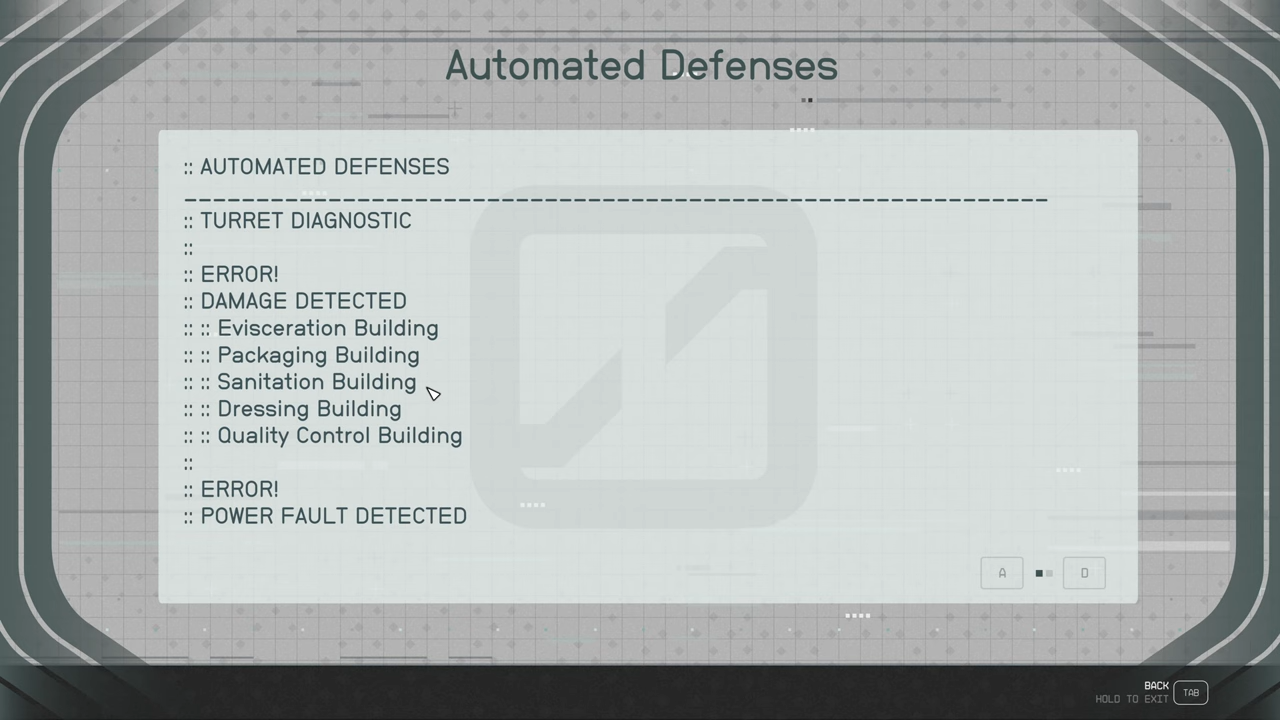 Automated Defenses
:: AUTOMATED DEFENSES
------------------------------------------------------------
:: TURRET DIAGNOSTIC
::
:: ERROR!
:: DAMAGE DETECTED
:: :: Evisceration Building
:: :: Packaging Building
:: :: Sanitation Building
:: :: Dressing Building
:: :: Quality Control Building
::
:: ERROR!
:: POWER FAULT DETECTED
A D
BACK
HOLD TO EXIT TAB